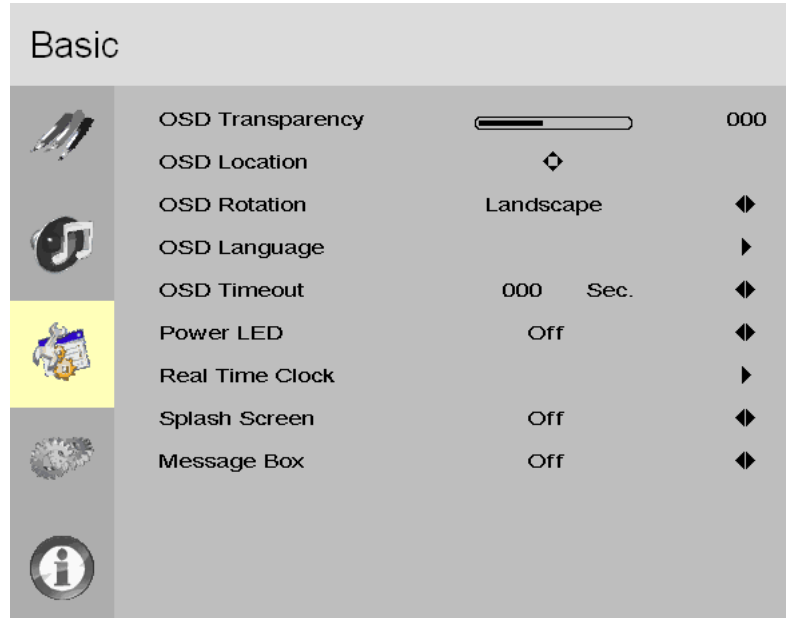 Basic
OSD Transparency 000
OSD Location
OSD Rotation Landscape
OSD Language
OSD Timeout 000 Sec.
Power LED Off
Real Time Clock
Splash Screen Off
Message Box Off